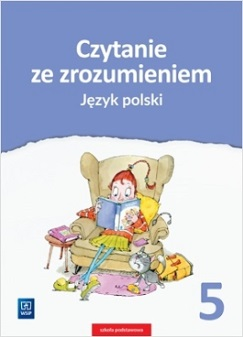 Czytanie
ze zrozumieniem
Język polski
WSiP
5
szkoła podstawowa